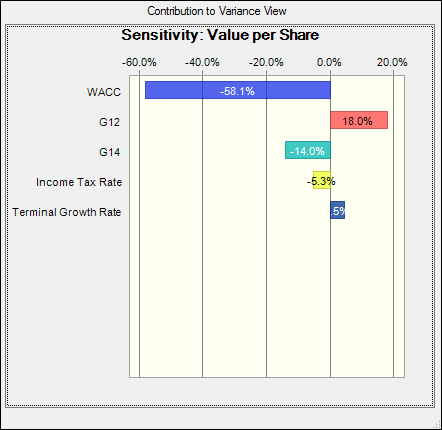 Contribution to Variance View
Sensitivity: Value per Share
-60.0% -40.0% -20.0% 0.0% 20.0%
WACC -58.1%
G12 18.0%
G14 -14.0%
Income Tax Rate -5.3%
Terminal Growth Rate .5%